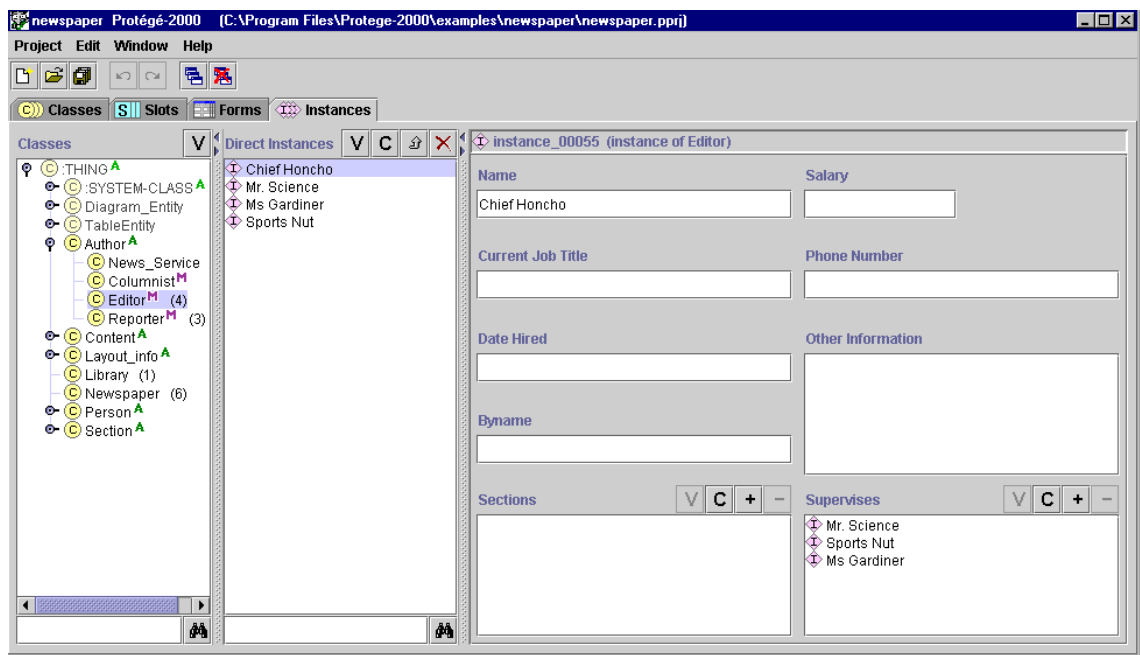 newspaper Protégé-2000 (C:\Program Files\Protege-2000\examples\newspaper\newspaper.pprj)
Project Edit Window Help
C Classes S Slots Forms I Instances
Classes V
C :THING A
C :SYSTEM-CLASS A
C Diagram_Entity
C TableEntity
C Author A
C News_Service
C Columnist M
C Editor M (4)
C Reporter M (3)
C Content A
C Layout_info A
C Library (1)
C Newspaper (6)
C Person A
C Section A
Direct Instances V C
I Chief Honcho
I Mr. Science
I Ms Gardiner
I Sports Nut
I instance_00055 (instance of Editor)
Name
Chief Honcho
Salary
Current Job Title
Phone Number
Date Hired
Other Information
Byname
Sections V C + −
Supervises V C + −
I Mr. Science
I Sports Nut
I Ms Gardiner